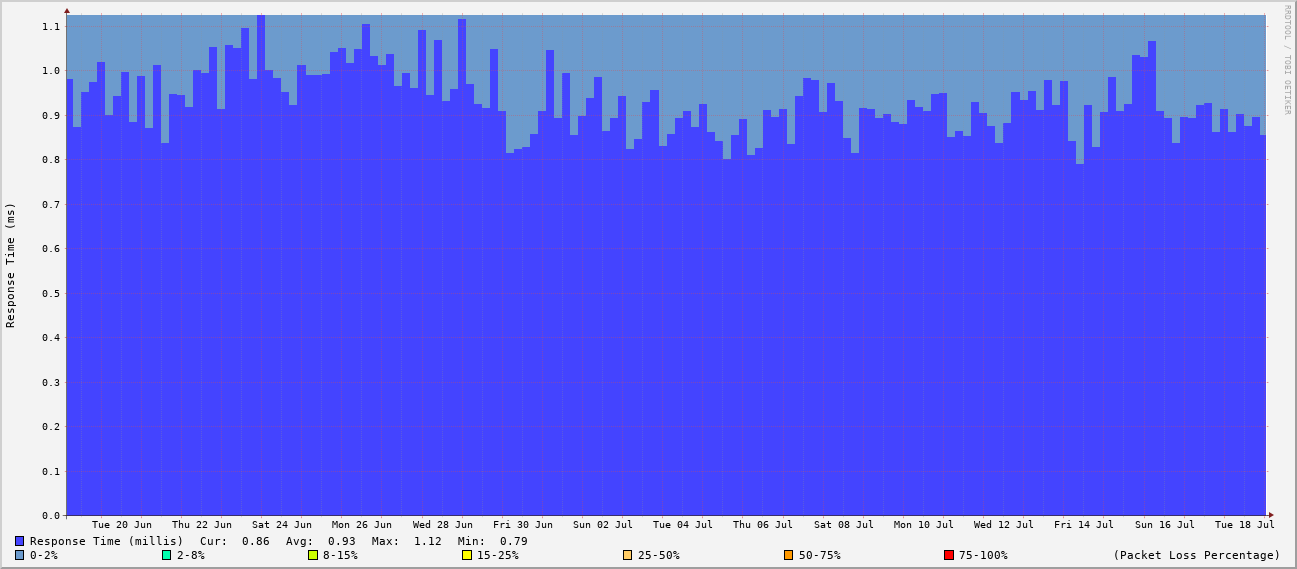 RRDTOOL / TOBI OETIKER
Response Time (ms)
1.1
1.0
0.9
0.8
0.7
0.6
0.5
0.4
0.3
0.2
0.1
0.0
Tue 20 Jun Thu 22 Jun Sat 24 Jun Mon 26 Jun Wed 28 Jun Fri 30 Jun Sun 02 Jul Tue 04 Jul Thu 06 Jul Sat 08 Jul Mon 10 Jul Wed 12 Jul Fri 14 Jul Sun 16 Jul Tue 18 Jul
Response Time (millis) Cur: 0.86 Avg: 0.93 Max: 1.12 Min: 0.79
0-2% 2-8% 8-15% 15-25% 25-50% 50-75% 75-100% (Packet Loss Percentage)